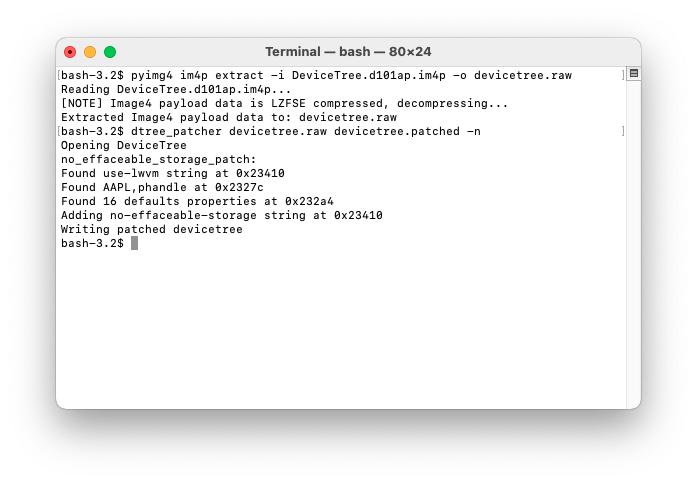 Terminal — bash — 80×24
[bash-3.2$ pyimg4 im4p extract -i DeviceTree.d101ap.im4p -o devicetree.raw ]
Reading DeviceTree.d101ap.im4p...
[NOTE] Image4 payload data is LZFSE compressed, decompressing...
Extracted Image4 payload data to: devicetree.raw
[bash-3.2$ dtree_patcher devicetree.raw devicetree.patched -n ]
Opening DeviceTree
no_effaceable_storage_patch:
Found use-lwvm string at 0x23410
Found AAPL,phandle at 0x2327c
Found 16 defaults properties at 0x232a4
Adding no-effaceable-storage string at 0x23410
Writing patched devicetree
bash-3.2$